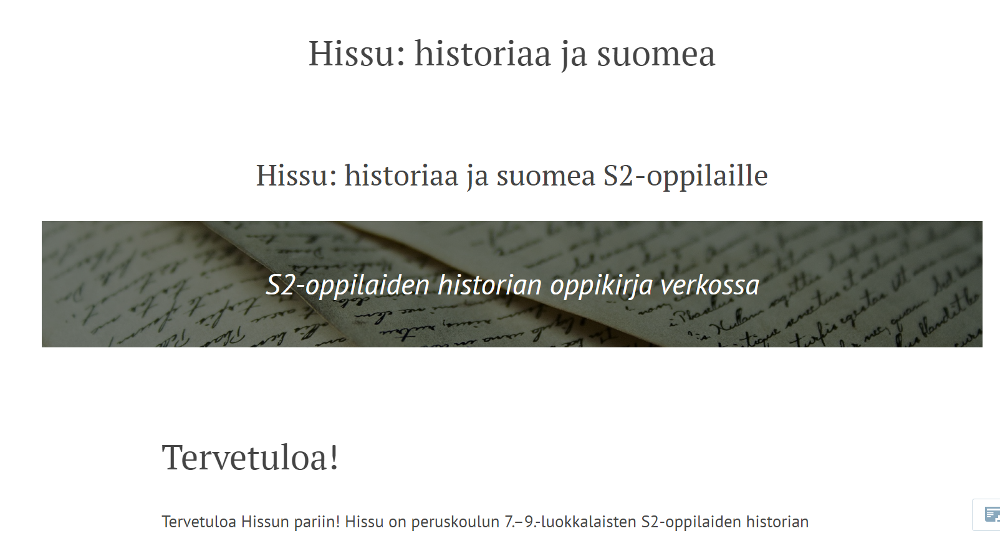 Hissu: historiaa ja suomea
Hissu: historiaa ja suomea S2-oppilaille
S2-oppilaiden historian oppikirja verkossa
Tervetuloa!
Tervetuloa Hissun pariin! Hissu on peruskoulun 7.–9.-luokkalaisten S2-oppilaiden historian